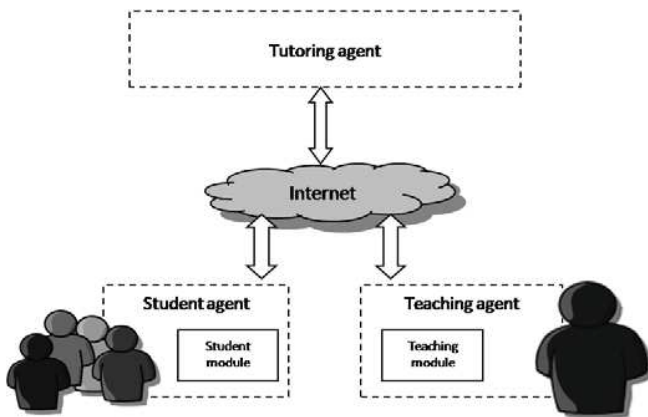 Tutoring agent
Internet
Student agent
Student
module
Teaching agent
Teaching
module